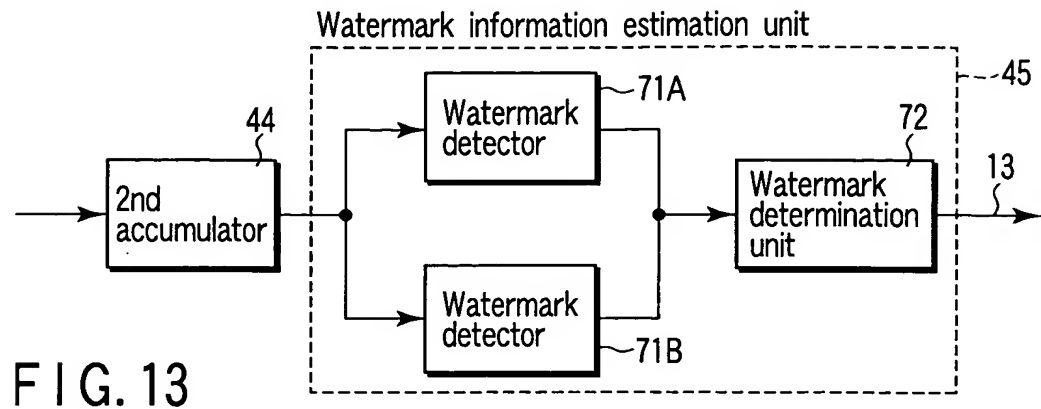 Watermark information estimation unit
45
71A
Watermark
detector
44
2nd
accumulator
72
Watermark
determination
unit
13
Watermark
detector
71B
FIG. 13